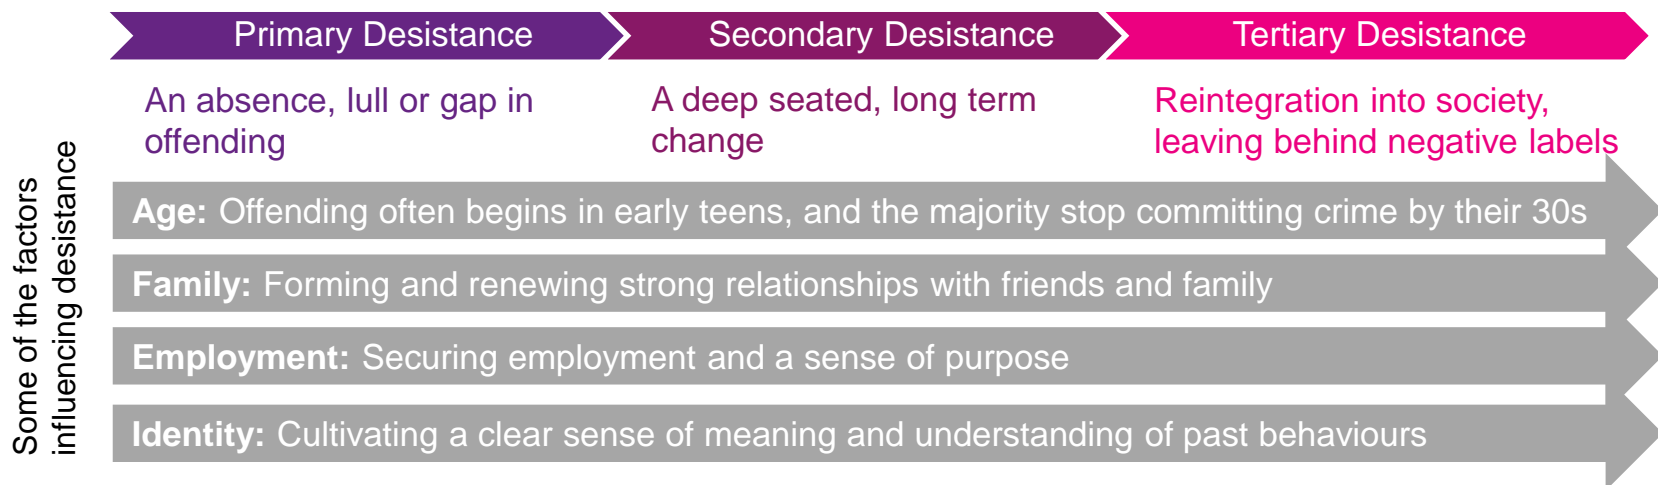 Primary Desistance
Secondary Desistance
Tertiary Desistance
An absence, lull or gap in
offending
A deep seated, long term
change
Reintegration into society,
leaving behind negative labels
Some of the factors
influencing desistance
Age: Offending often begins in early teens, and the majority stop committing crime by their 30s
Family: Forming and renewing strong relationships with friends and family
Employment: Securing employment and a sense of purpose
Identity: Cultivating a clear sense of meaning and understanding of past behaviours